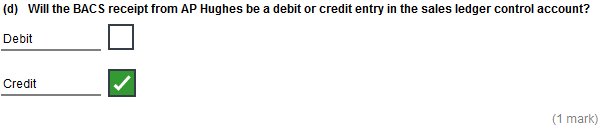 (d) Will the BACS receipt from AP Hughes be a debit or credit entry in the sales ledger control account?
Debit
Credit
(1 mark)